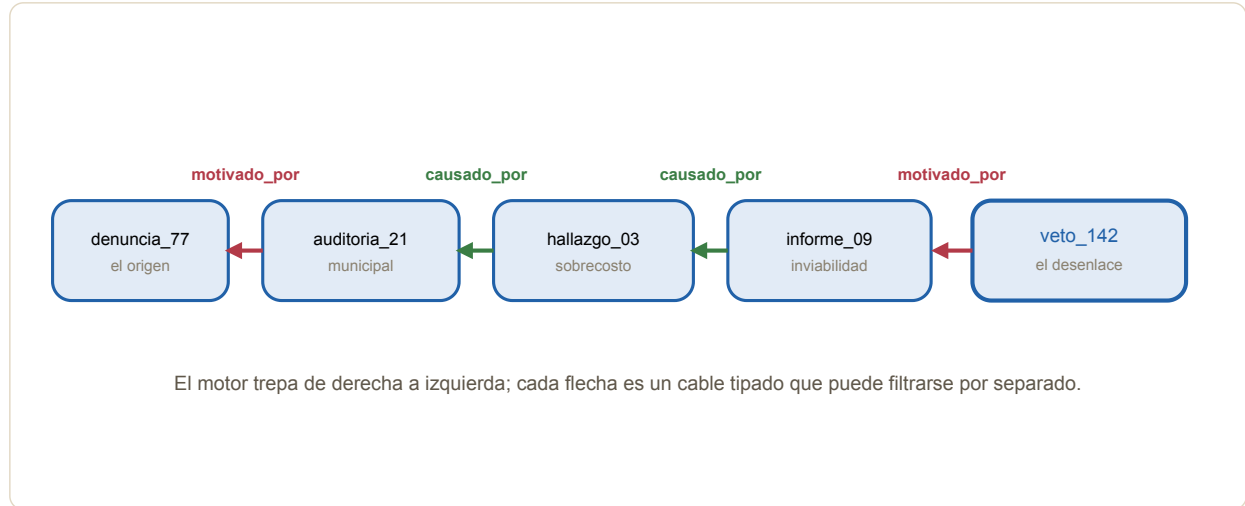 motivado_por causado_por causado_por motivado_por
denuncia_77 auditoria_21 hallazgo_03 informe_09 veto_142
el origen municipal sobrecosto inviabilidad el desenlace
El motor trepa de derecha a izquierda; cada flecha es un cable tipado que puede filtrarse por separado.